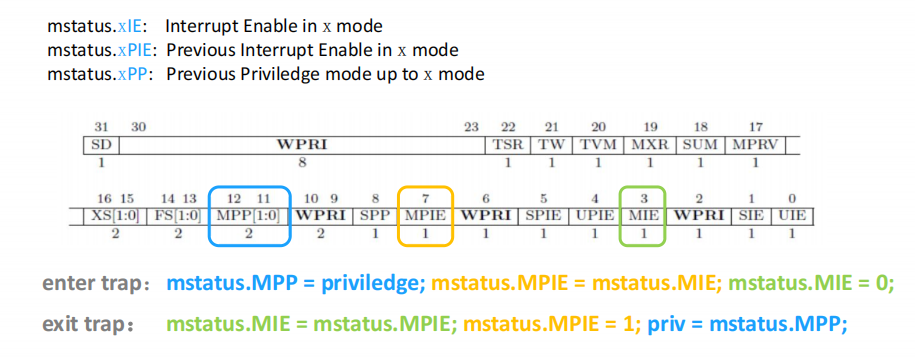 mstatus.xIE: Interrupt Enable in x mode
mstatus.xPIE: Previous Interrupt Enable in x mode
mstatus.xPP: Previous Priviledge mode up to x mode
31 30 23 22 21 20 19 18 17
SD WPRI TSR TW TVM MXR SUM MPRV
1 8 1 1 1 1 1 1
16 15 14 13 12 11 10 9 8 7 6 5 4 3 2 1 0
XS[1:0] FS[1:0] MPP[1:0] WPRI SPP MPIE WPRI SPIE UPIE MIE WPRI SIE UIE
2 2 2 2 1 1 1 1 1 1 1 1 1
enter trap： mstatus.MPP = priviledge; mstatus.MPIE = mstatus.MIE; mstatus.MIE = 0;
exit trap： mstatus.MIE = mstatus.MPIE; mstatus.MPIE = 1; priv = mstatus.MPP;